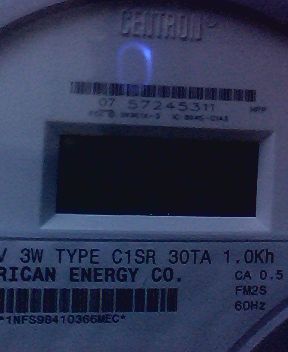 CENTRON®
07 57245311
V 3W TYPE C1SR 30TA 1.0Kh
RICAN ENERGY CO.
CA 0.5
FM2S
60Hz
*1NFS98410366MEC*